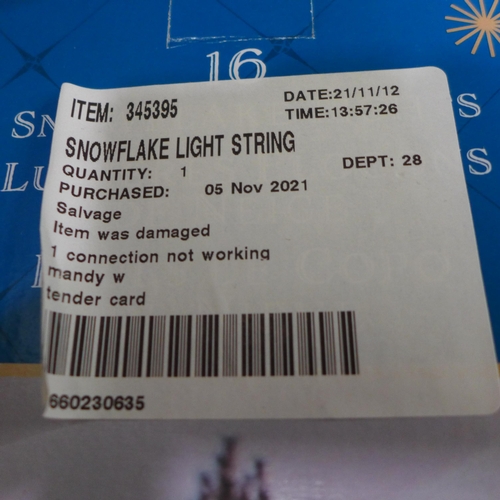 16
ITEM: 345395
DATE:21/11/12
TIME:13:57:26
SNOWFLAKE LIGHT STRING
QUANTITY: 1
DEPT: 28
PURCHASED: 05 Nov 2021
Salvage
Item was damaged
1 connection not working
mandy w
tender card
660230635